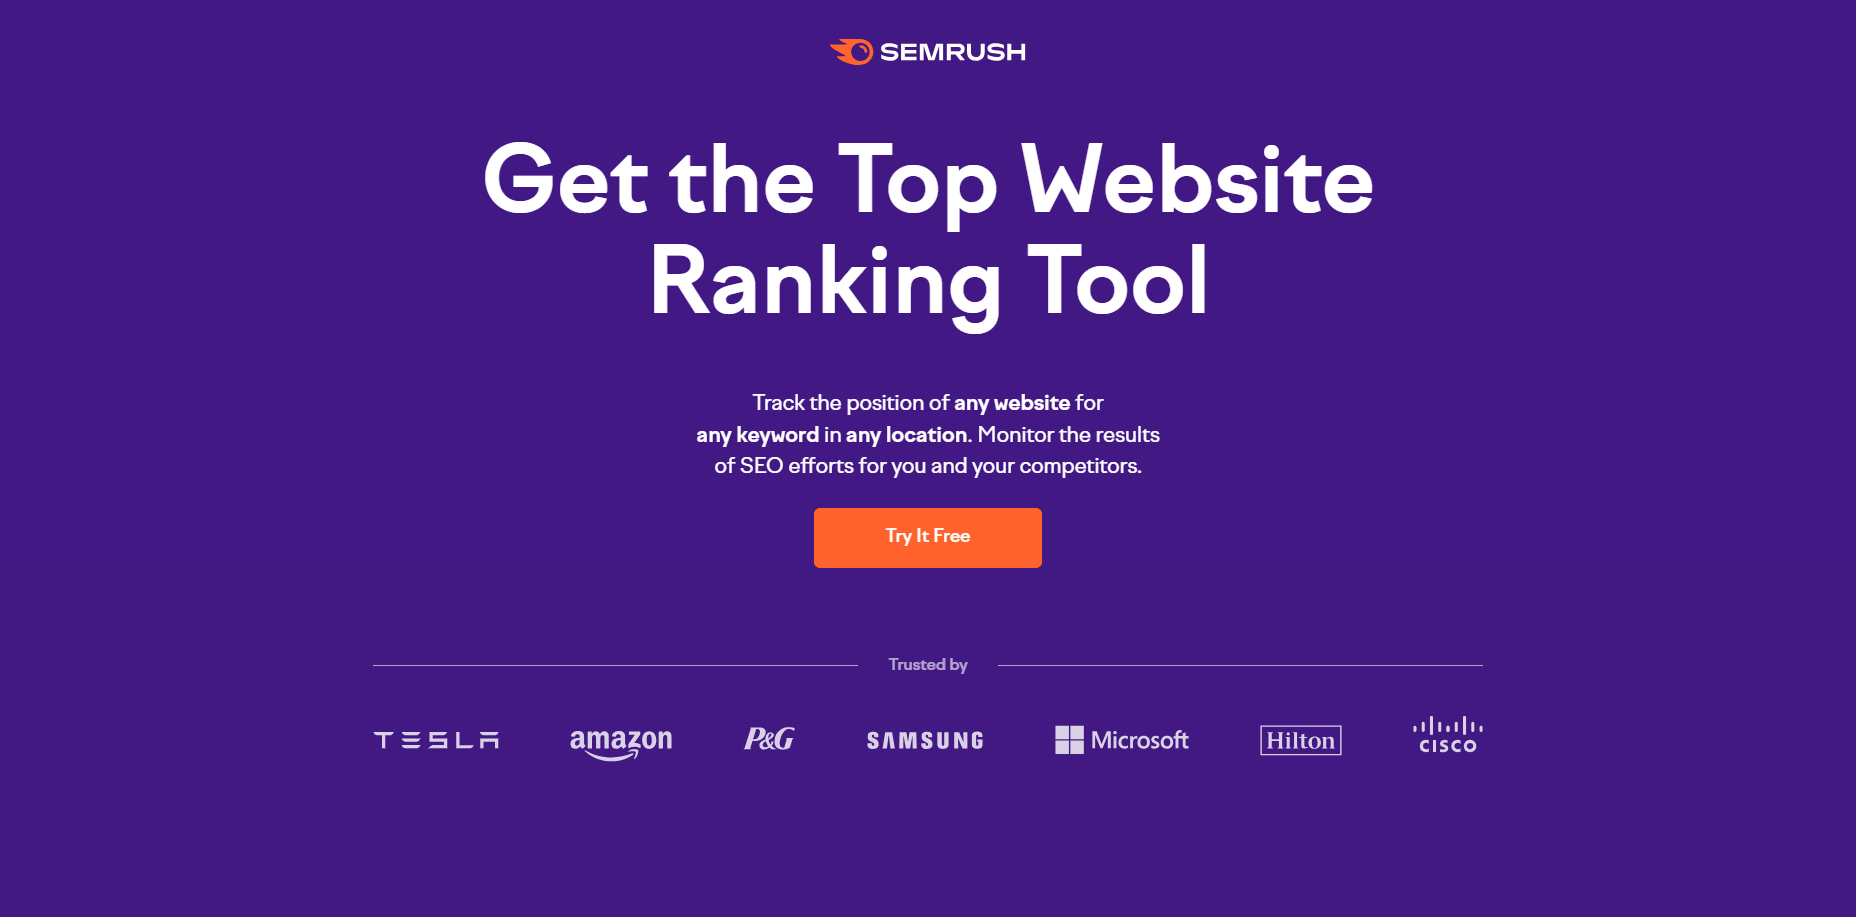 SEMRUSH
Get the Top Website
Ranking Tool
Track the position of any website for
any keyword in any location. Monitor the results
of SEO efforts for you and your competitors.
Try It Free
Trusted by
TESLA amazon P&G SAMSUNG Microsoft Hilton CISCO